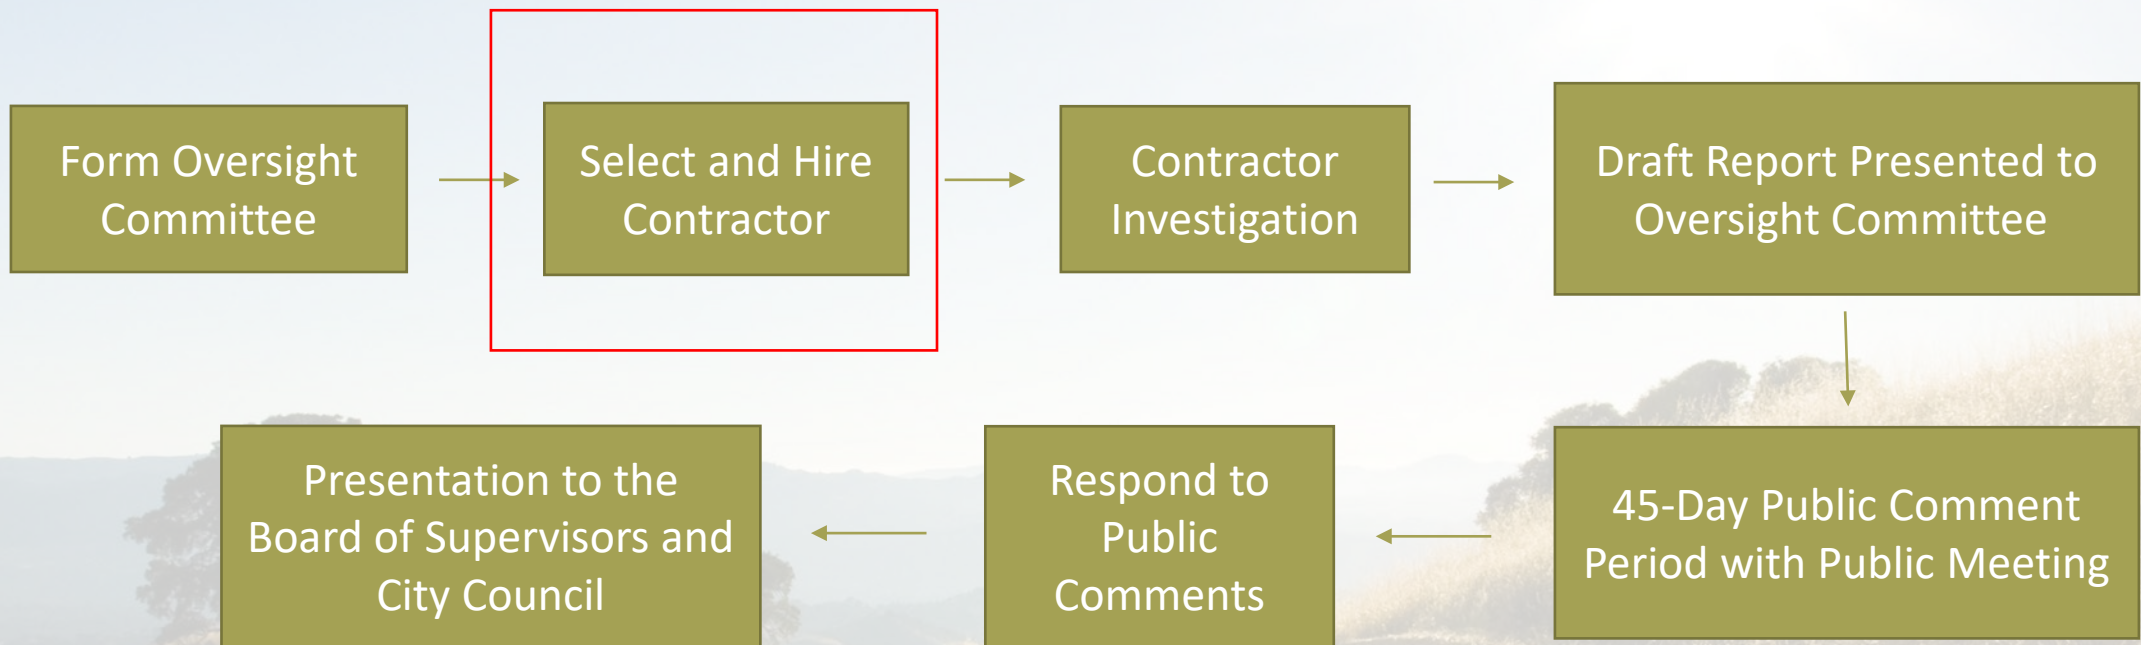 Form Oversight
Committee
Select and Hire
Contractor
Contractor
Investigation
Draft Report Presented to
Oversight Committee
45-Day Public Comment
Period with Public Meeting
Respond to
Public
Comments
Presentation to the
Board of Supervisors and
City Council